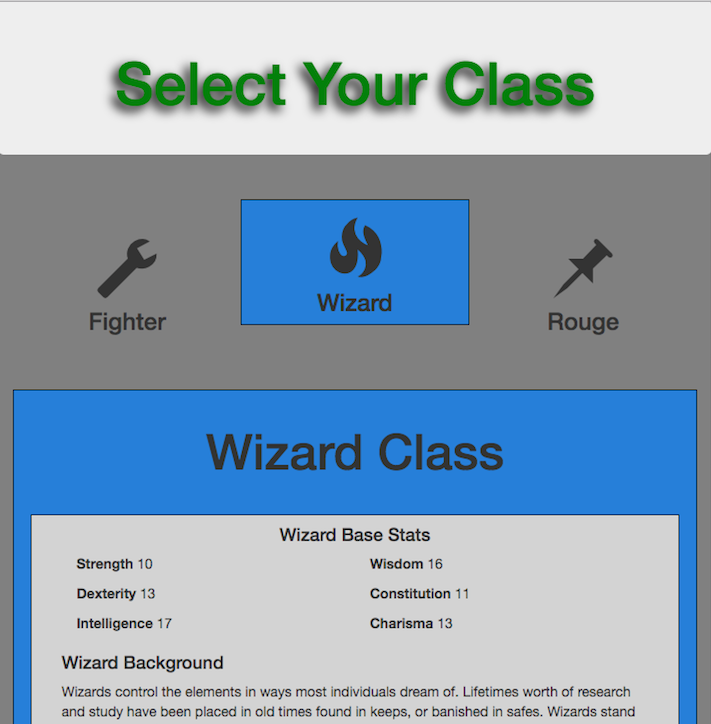 Select Your Class
Fighter
Wizard
Rouge
Wizard Class
Wizard Base Stats
Strength 10
Wisdom 16
Dexterity 13
Constitution 11
Intelligence 17
Charisma 13
Wizard Background
Wizards control the elements in ways most individuals dream of. Lifetimes worth of research
and study have been placed in old times found in keeps, or banished in safes. Wizards stand